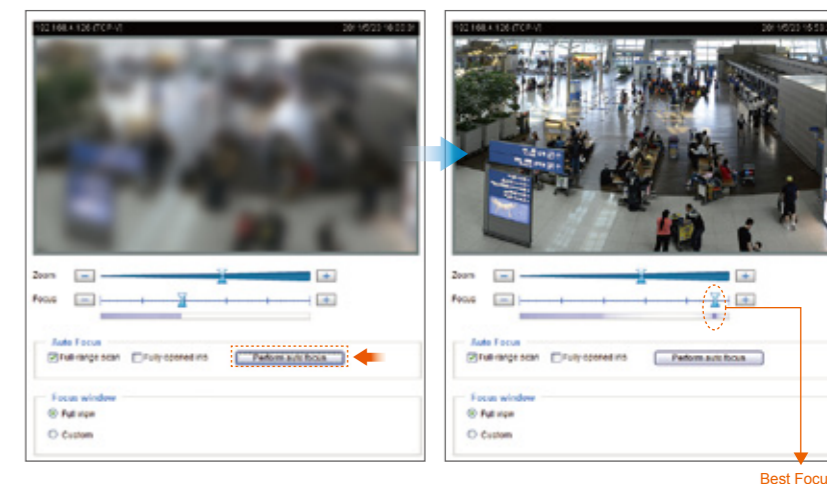 192.168.4.126 (TCP-V)
Zoom
Focus
Auto Focus
Full-range scan Fully opened iris Perform auto focus
Focus window
Full view
Custom
192.168.4.126 (TCP-V)
Zoom
Focus
Auto Focus
Full-range scan Fully opened iris Perform auto focus
Focus window
Full view
Custom
Best Focu